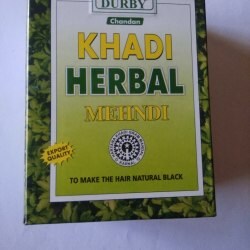 DURBY
Chandan
KHADI
HERBAL
MEHNDI
EXPORT
QUALITY
TO MAKE THE HAIR NATURAL BLACK